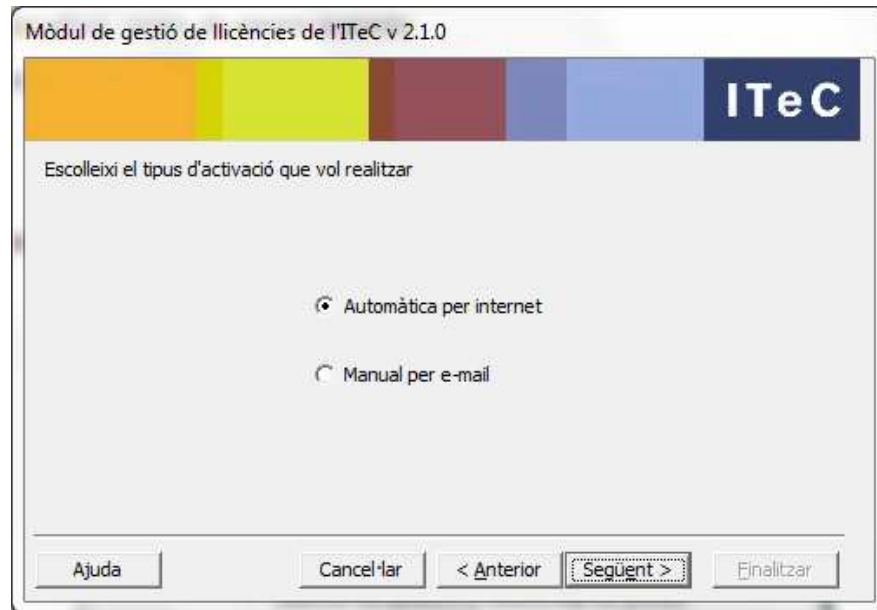 Mòdul de gestió de llicències de l'ITeC v 2.1.0
ITeC
Escolleixi el tipus d'activació que vol realitzar
Automàtica per internet
Manual per e-mail
Ajuda
Cancel·lar
< Anterior
Següent >
Finalitzar